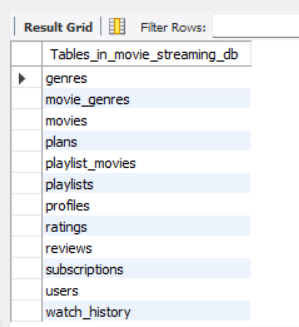 Result Grid Filter Rows:
Tables_in_movie_streaming_db
genres
movie_genres
movies
plans
playlist_movies
playlists
profiles
ratings
reviews
subscriptions
users
watch_history